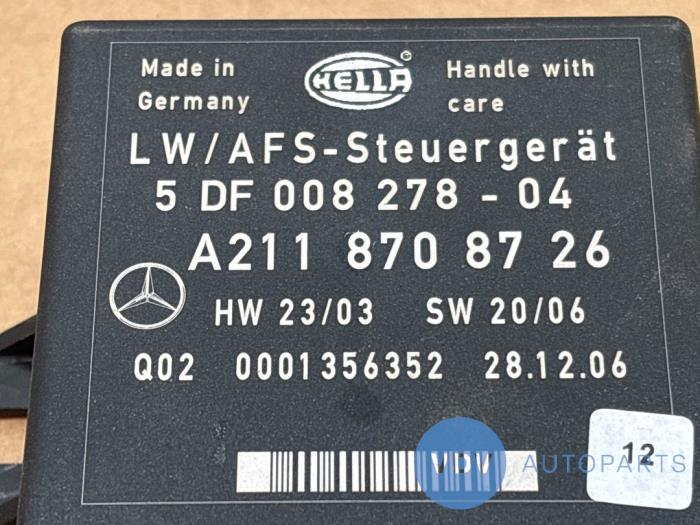 Made in
Germany
HELLA
®
Handle with
care
LW/AFS-Steuergerät
5 DF 008 278 - 04
A211 870 87 26
HW 23/03 SW 20/06
Q02 0001356352 28.12.06
VDV AUTOPARTS
12